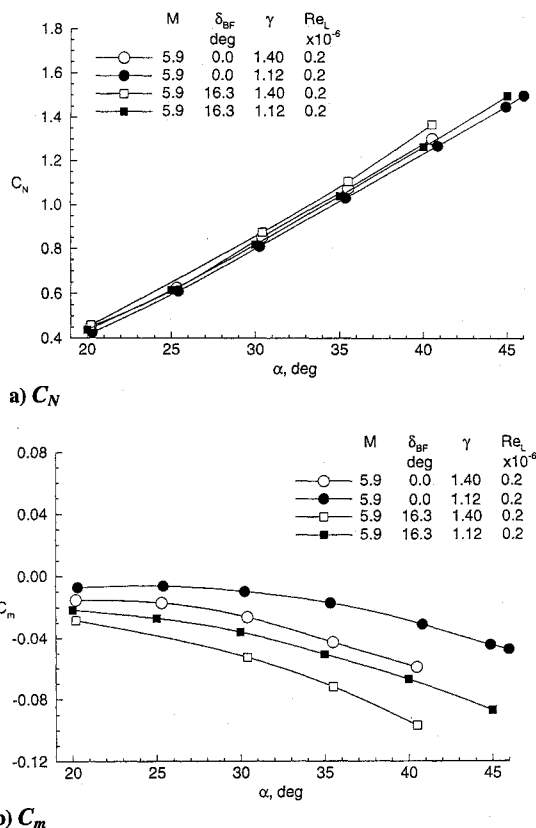 M δBF γ ReL
deg x10-6
5.9 0.0 1.40 0.2
5.9 0.0 1.12 0.2
5.9 16.3 1.40 0.2
5.9 16.3 1.12 0.2
1.8
1.6
1.4
1.2
CN
1.0
0.8
0.6
0.4
20 25 30 35 40 45
α, deg
a) CN
M δBF γ ReL
deg x10-6
5.9 0.0 1.40 0.2
5.9 0.0 1.12 0.2
5.9 16.3 1.40 0.2
5.9 16.3 1.12 0.2
0.08
0.04
0.00
Cm
-0.04
-0.08
-0.12
20 25 30 35 40 45
α, deg
) Cm